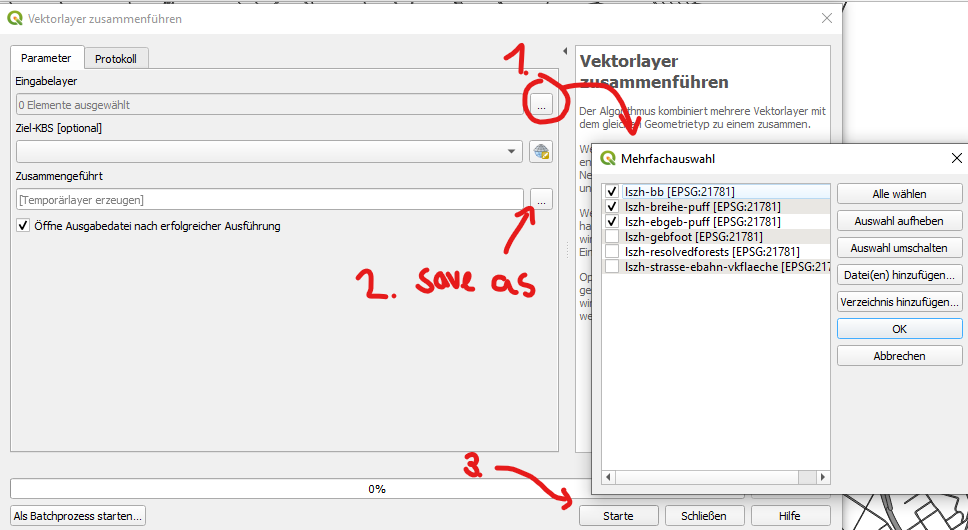 Vektorlayer zusammenführen
Parameter
Protokoll
Eingabelayer
0 Elemente ausgewählt
...
1.
Ziel-KBS [optional]
Zusammengeführt
[Temporärlayer erzeugen]
...
Öffne Ausgabedatei nach erfolgreicher Ausführung
2. save as
Vektorlayer
zusammenführen
Der Algorithmus kombiniert mehrere Vektorlayer mit
dem gleichen Geometrietyp zu einem zusammen.
Mehrfachauswahl
lszh-bb [EPSG:21781]
lszh-breihe-puff [EPSG:21781]
lszh-ebgeb-puff [EPSG:21781]
lszh-gebfoot [EPSG:21781]
lszh-resolvedforests [EPSG:21781]
lszh-strasse-ebahn-vkflaeche [EPSG:217
Alle wählen
Auswahl aufheben
Auswahl umschalten
Datei(en) hinzufügen...
Verzeichnis hinzufügen...
OK
Abbrechen
3.
0%
Als Batchprozess starten...
Starte
Schließen
Hilfe